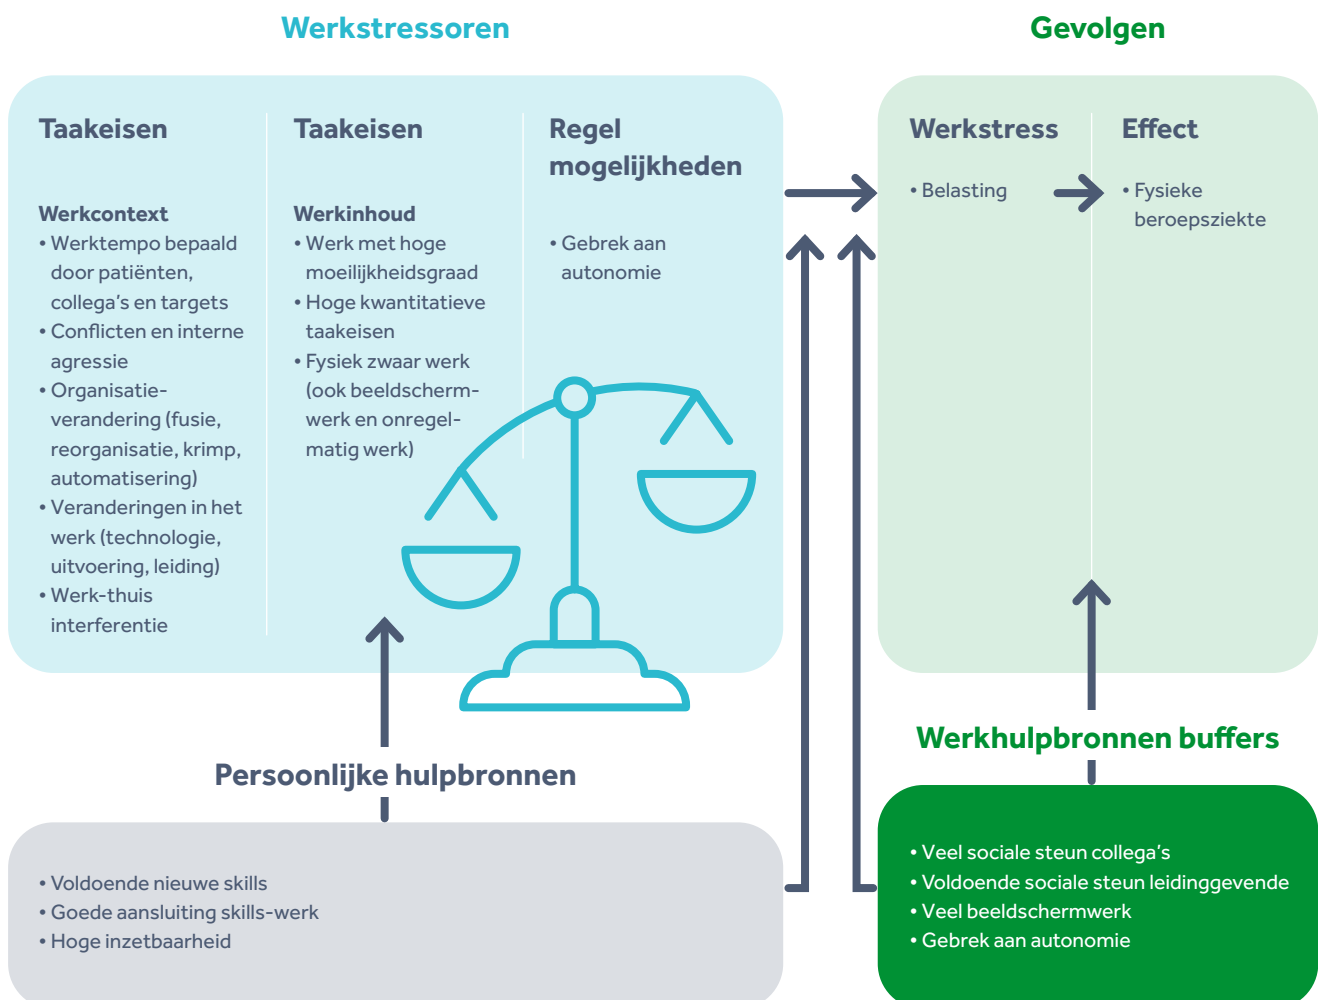 Werkstressoren
Taakeisen
Werkcontext
• Werktempo bepaald
door patiënten,
collega's en targets
• Conflicten en interne
agressie
• Organisatie-
verandering (fusie,
reorganisatie, krimp,
automatisering)
• Veranderingen in het
werk (technologie,
uitvoering, leiding)
• Werk-thuis
interferentie
Taakeisen
Werkinhoud
• Werk met hoge
moeilijkheidsgraad
• Hoge kwantitatieve
taakeisen
• Fysiek zwaar werk
(ook beeldscherm-
werk en onregel-
matig werk)
Regel
mogelijkheden
• Gebrek aan
autonomie
Gevolgen
Werkstress
• Belasting
Effect
• Fysieke
beroepsziekte
Persoonlijke hulpbronnen
• Voldoende nieuwe skills
• Goede aansluiting skills-werk
• Hoge inzetbaarheid
Werkhulpbronnen buffers
• Veel sociale steun collega's
• Voldoende sociale steun leidinggevende
• Veel beeldschermwerk
• Gebrek aan autonomie